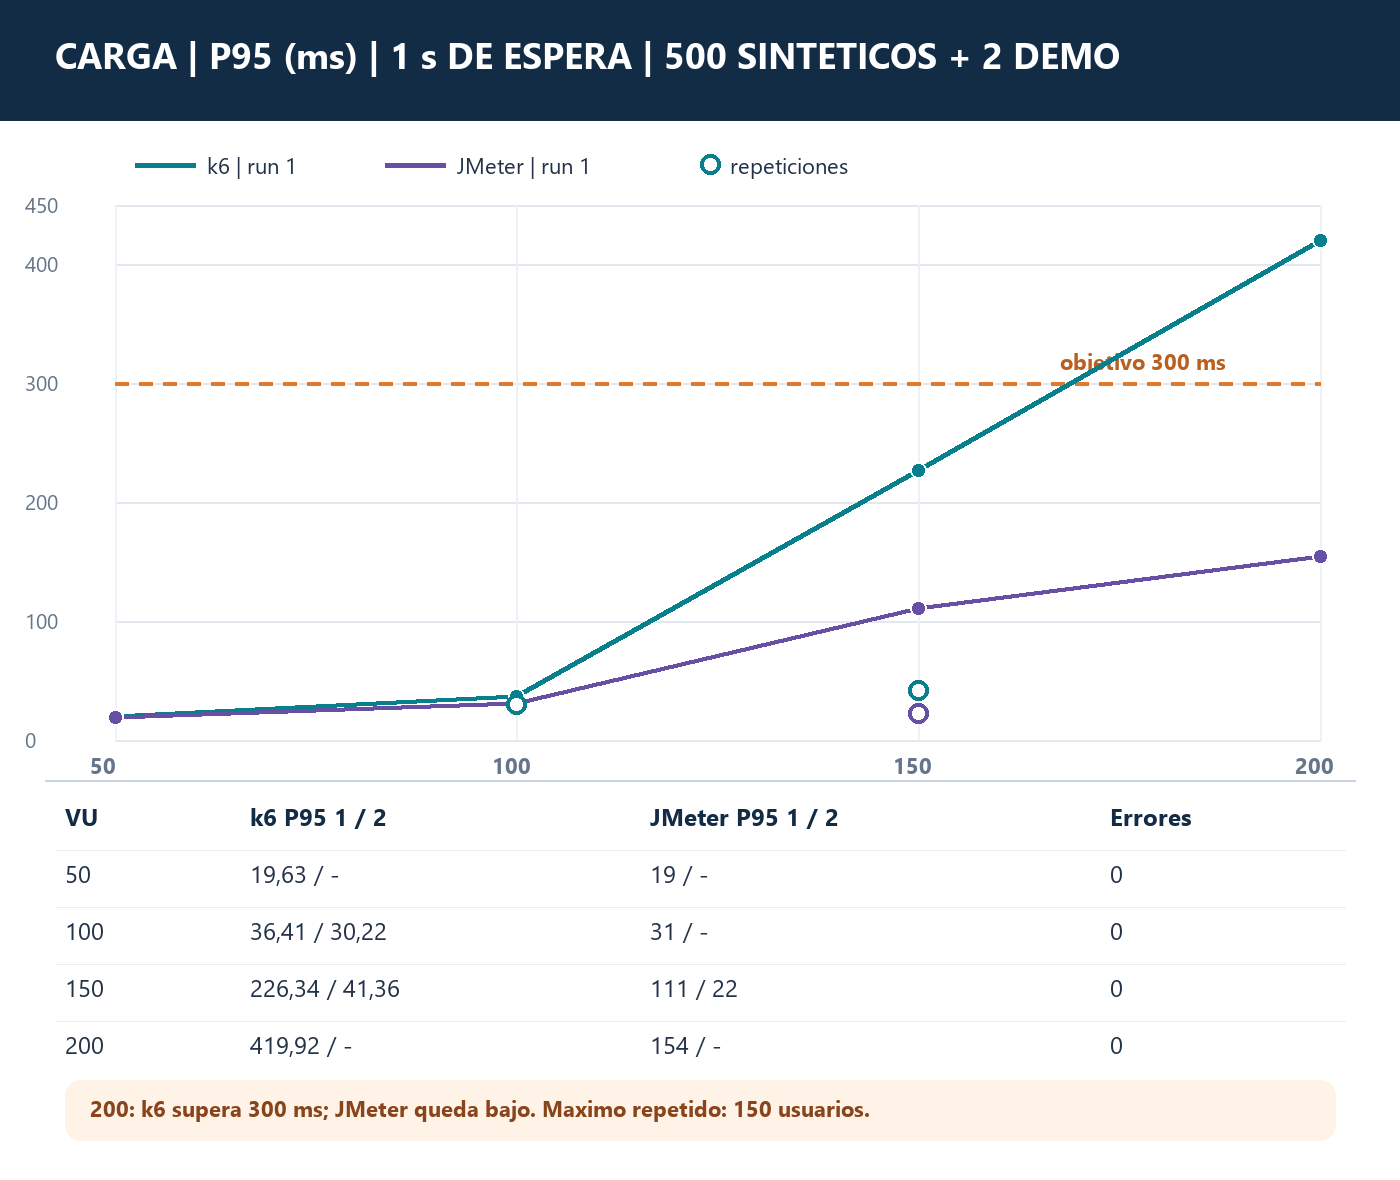 CARGA | P95 (ms) | 1 s DE ESPERA | 500 SINTETICOS + 2 DEMO
k6 | run 1
JMeter | run 1
repeticiones
450
400
objetivo 300 ms
300
200
100
0
50 100 150 200
VU k6 P95 1 / 2 JMeter P95 1 / 2 Errores
50 19,63 / - 19 / - 0
100 36,41 / 30,22 31 / - 0
150 226,34 / 41,36 111 / 22 0
200 419,92 / - 154 / - 0
200: k6 supera 300 ms; JMeter queda bajo. Maximo repetido: 150 usuarios.